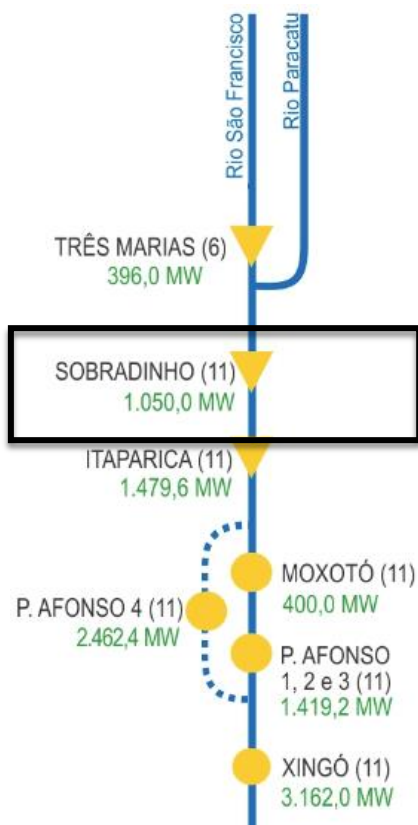 Rio São Francisco
Rio Paracatu
TRÊS MARIAS (6)
396,0 MW
SOBRADINHO (11)
1.050,0 MW
ITAPARICA (11)
1.479,6 MW
MOXOTÓ (11)
400,0 MW
P. AFONSO 4 (11)
2.462,4 MW
P. AFONSO
1, 2 e 3 (11)
1.419,2 MW
XINGÓ (11)
3.162,0 MW